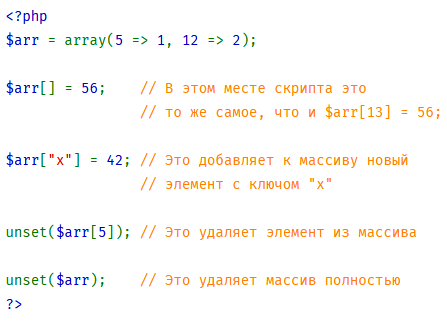 <?php
$arr = array(5 => 1, 12 => 2);
$arr[] = 56;    // В этом месте скрипта это
                // то же самое, что и $arr[13] = 56;
$arr["x"] = 42; // Это добавляет к массиву новый
                // элемент с ключом "x"
unset($arr[5]); // Это удаляет элемент из массива
unset($arr);    // Это удаляет массив полностью
?>